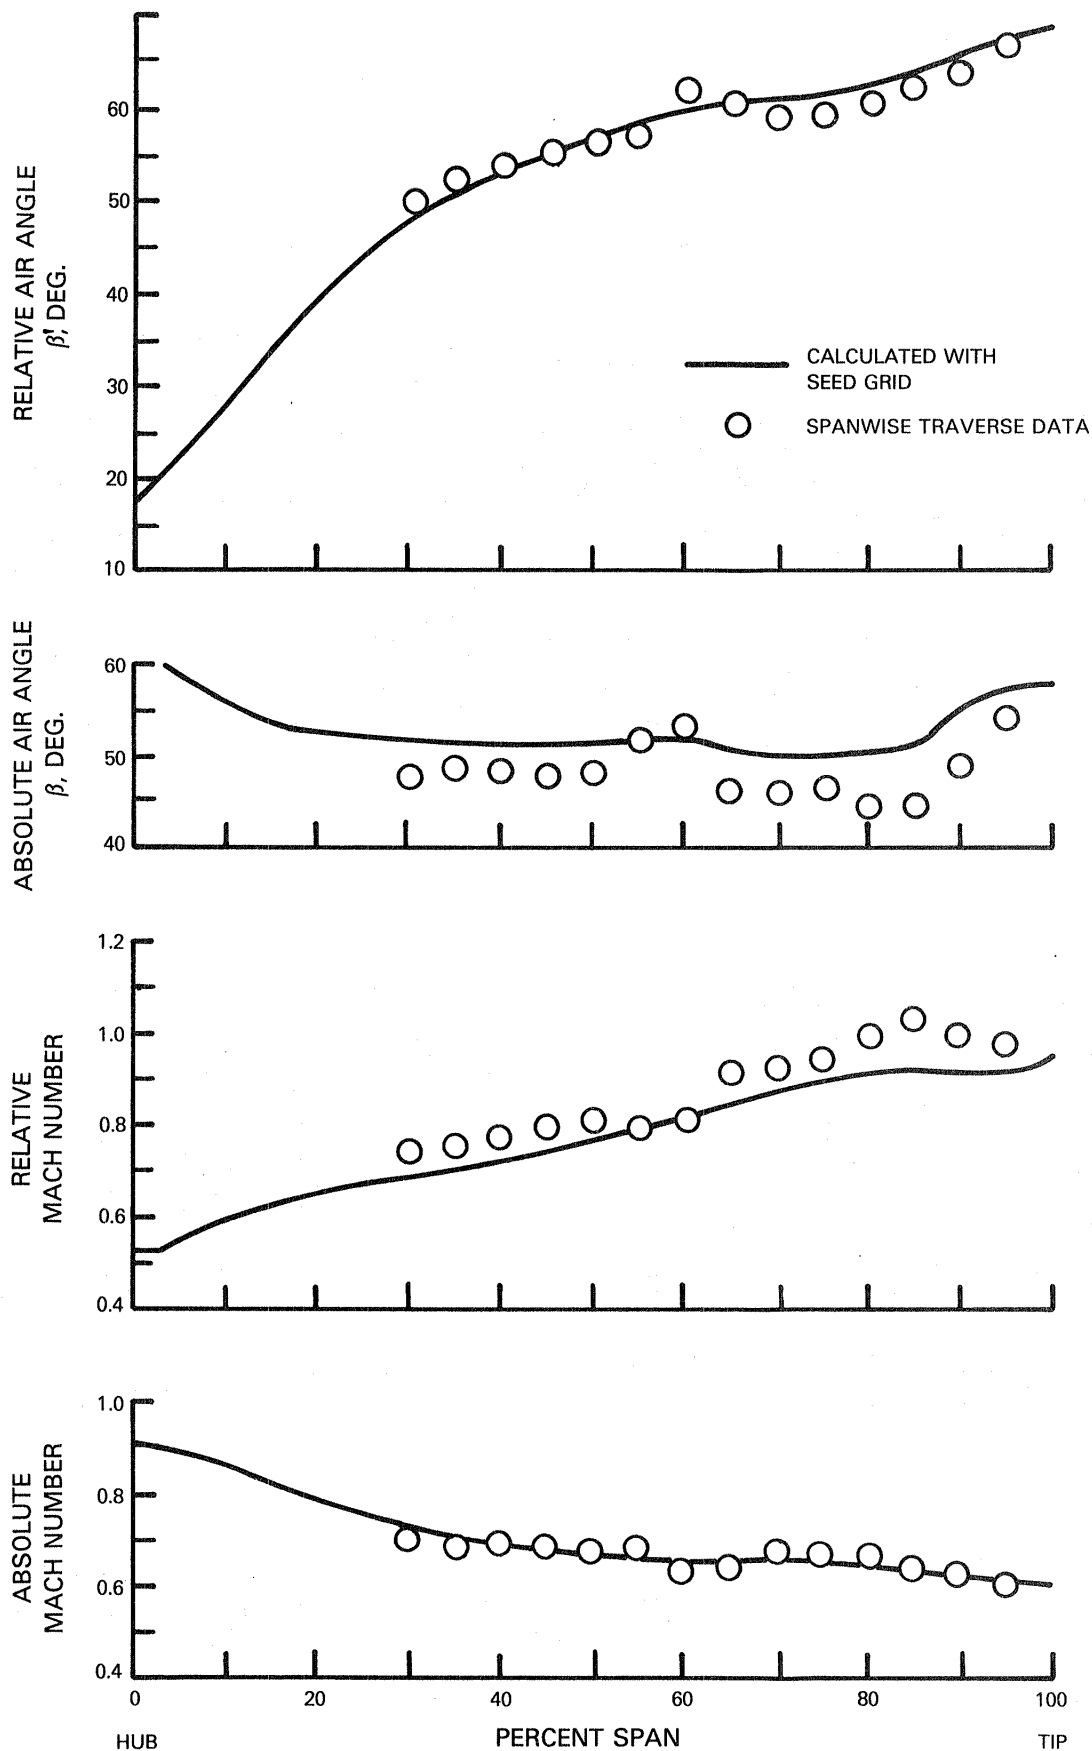 RELATIVE AIR ANGLE
β', DEG.
60
50
40
30
20
10
CALCULATED WITH
SEED GRID
SPANWISE TRAVERSE DATA
ABSOLUTE AIR ANGLE
β, DEG.
60
50
40
RELATIVE
MACH NUMBER
1.2
1.0
0.8
0.6
0.4
ABSOLUTE
MACH NUMBER
1.0
0.8
0.6
0.4
0 20 40 60 80 100
HUB PERCENT SPAN TIP